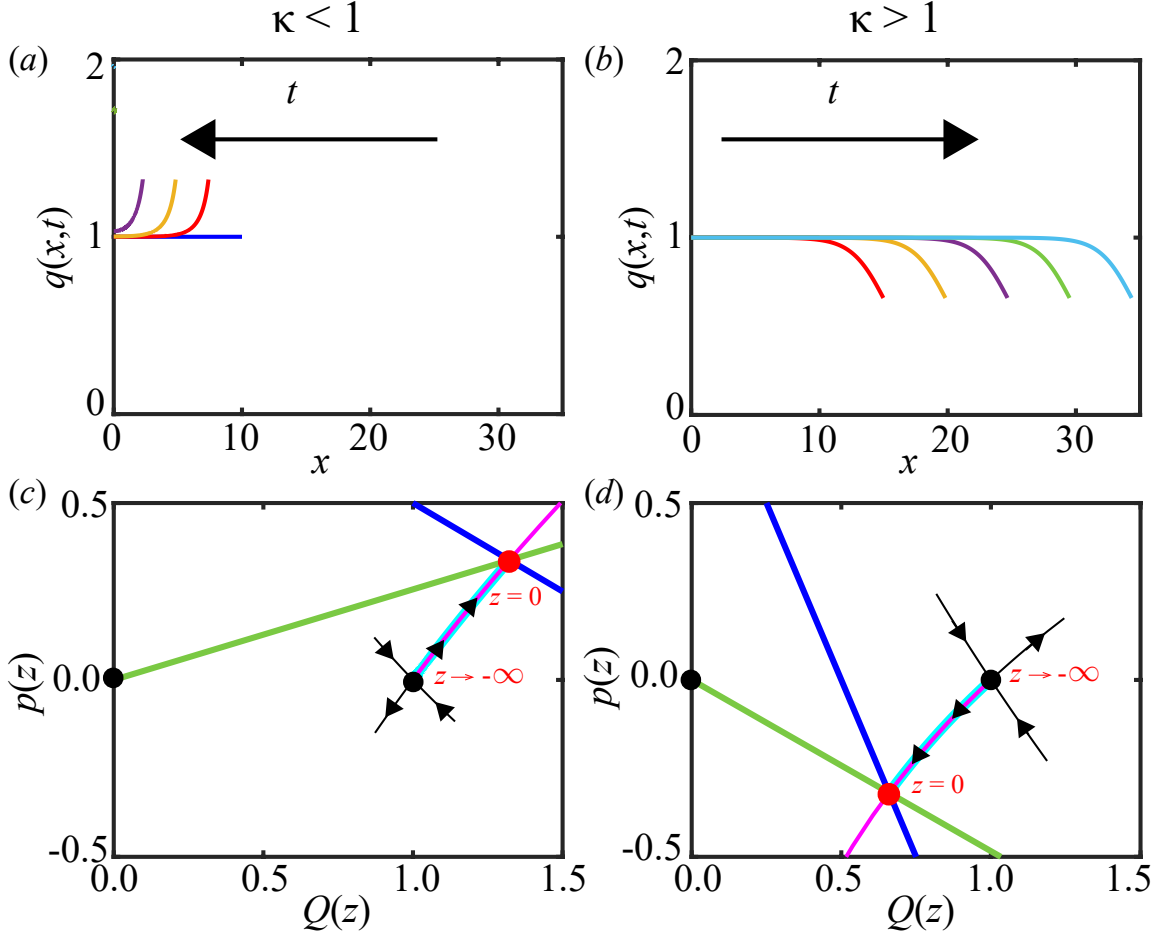 κ < 1
κ > 1
(a)
(b)
2
1
0
q(x,t)
t
0
10
20
30
x
2
1
0
q(x,t)
t
0
10
20
30
x
(c)
(d)
0.5
0.0
-0.5
p(z)
z = 0
z → -∞
0.0
0.5
1.0
1.5
Q(z)
0.5
0.0
-0.5
p(z)
z → -∞
z = 0
0.0
0.5
1.0
1.5
Q(z)